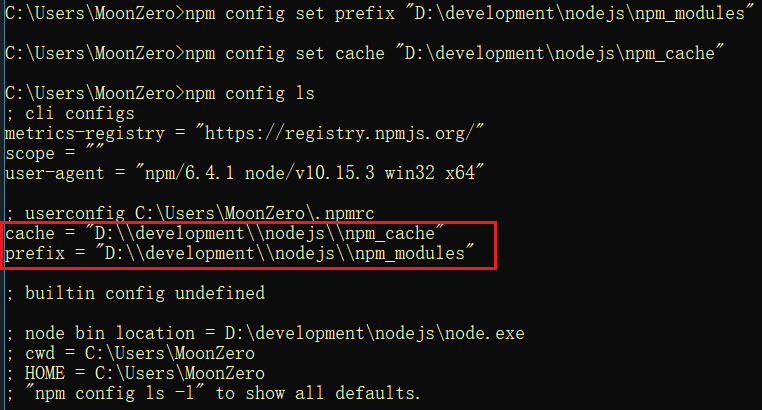 C:\Users\MoonZero>npm config set prefix "D:\development\nodejs\npm_modules"
C:\Users\MoonZero>npm config set cache "D:\development\nodejs\npm_cache"
C:\Users\MoonZero>npm config ls
; cli configs
metrics-registry = "https://registry.npmjs.org/"
scope = ""
user-agent = "npm/6.4.1 node/v10.15.3 win32 x64"
; userconfig C:\Users\MoonZero\.npmrc
cache = "D:\\development\\nodejs\\npm_cache"
prefix = "D:\\development\\nodejs\\npm_modules"
; builtin config undefined
; node bin location = D:\development\nodejs\node.exe
; cwd = C:\Users\MoonZero
; HOME = C:\Users\MoonZero
; "npm config ls -l" to show all defaults.